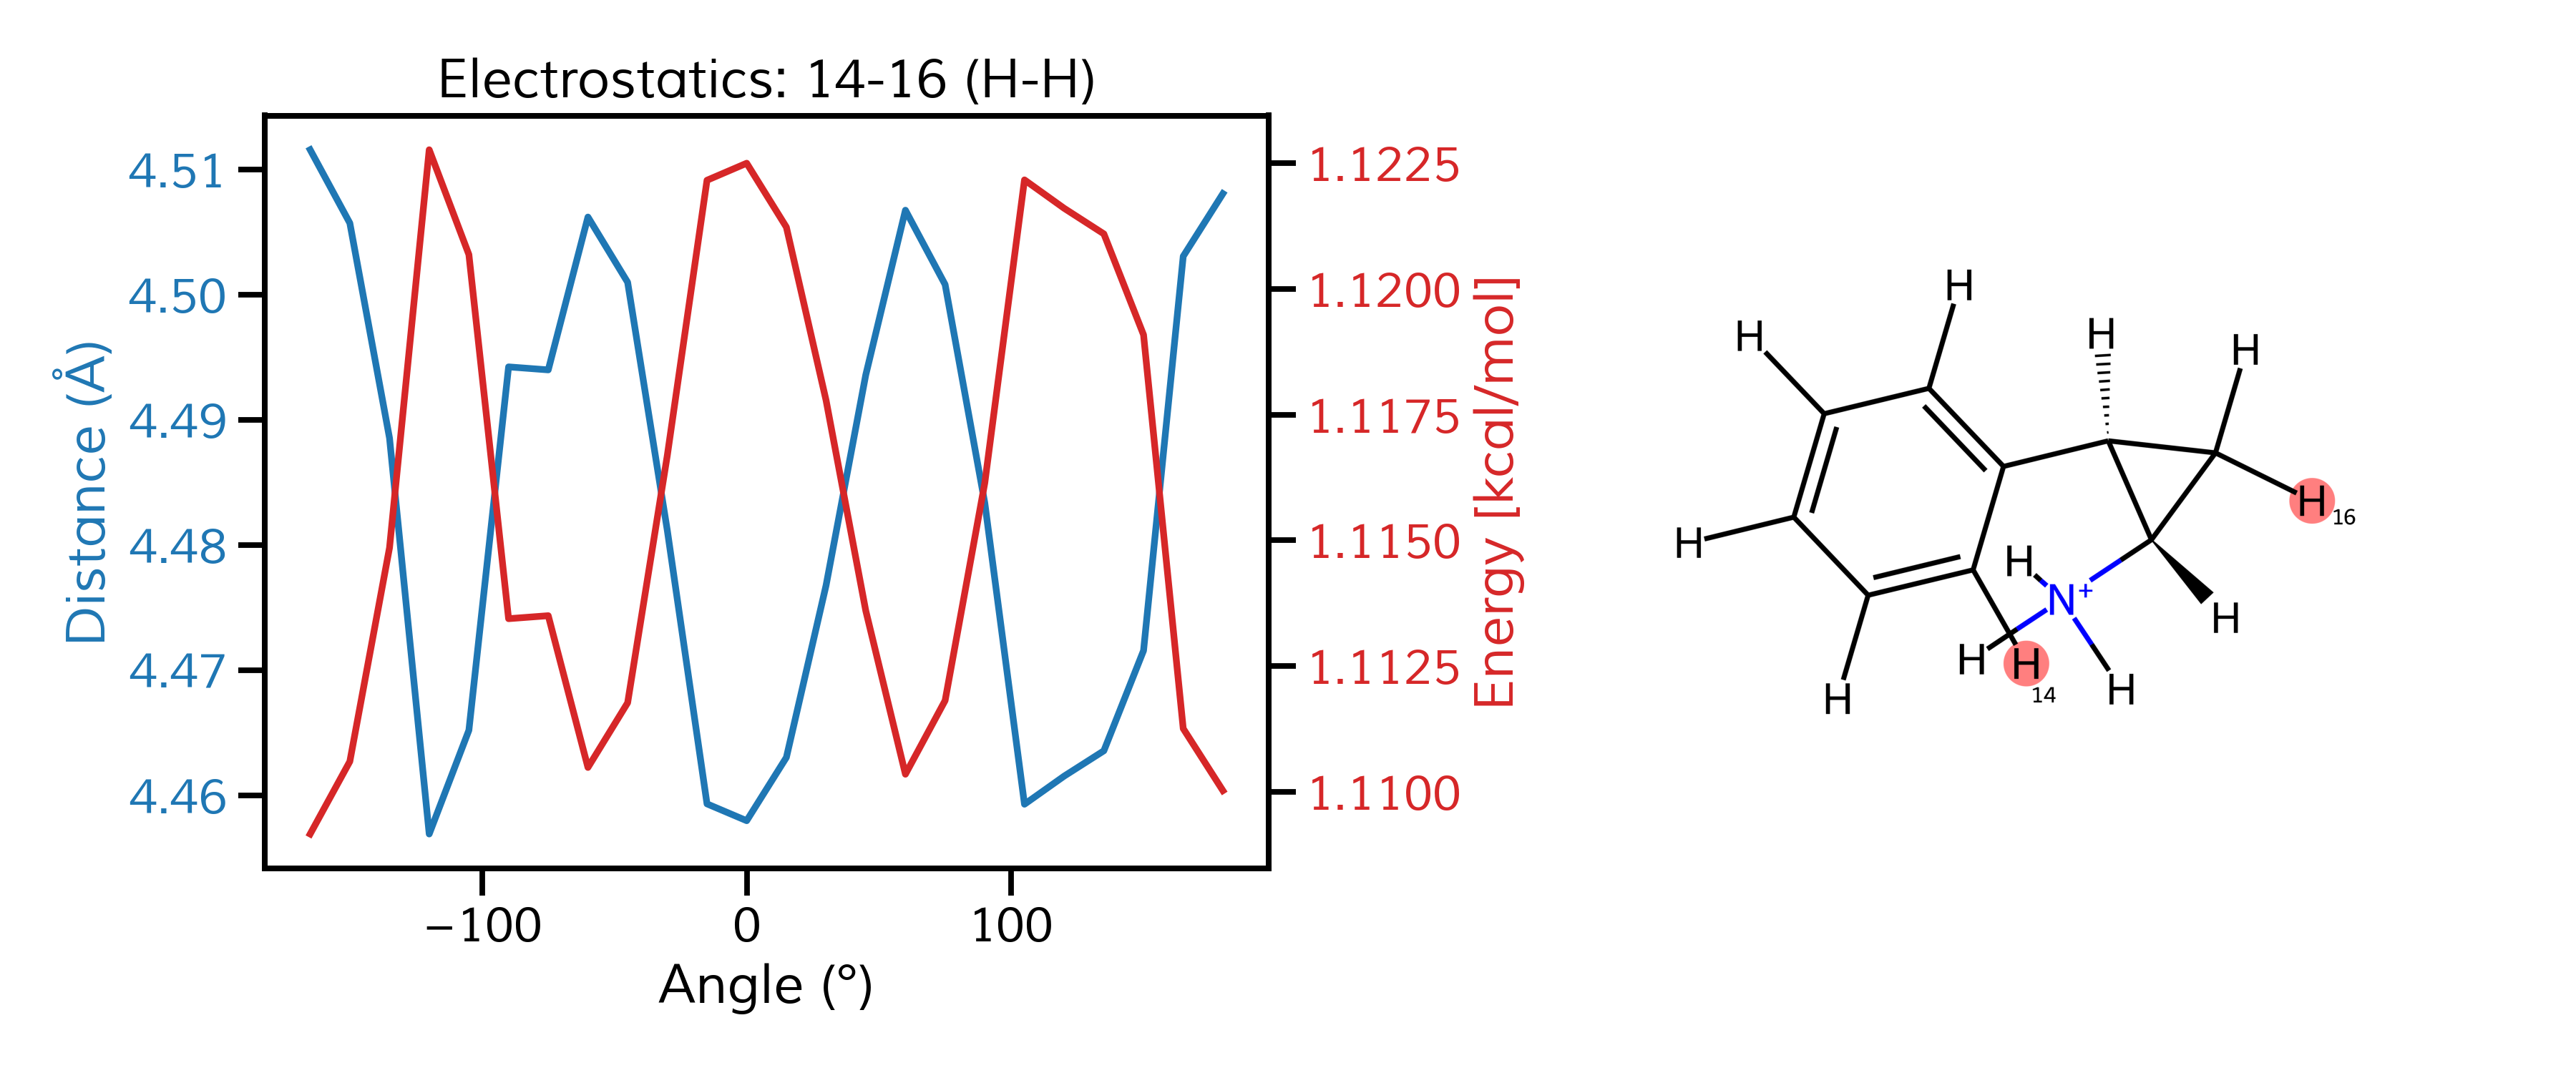 Electrostatics: 14-16 (H-H)
Distance (Å)
4.51
4.50
4.49
4.48
4.47
4.46
1.1225
1.1200
1.1175
1.1150
1.1125
1.1100
Energy [kcal/mol]
−100 0 100
Angle (°)
H
H H H
H 16
H H
N+
H
H H 14 H
H